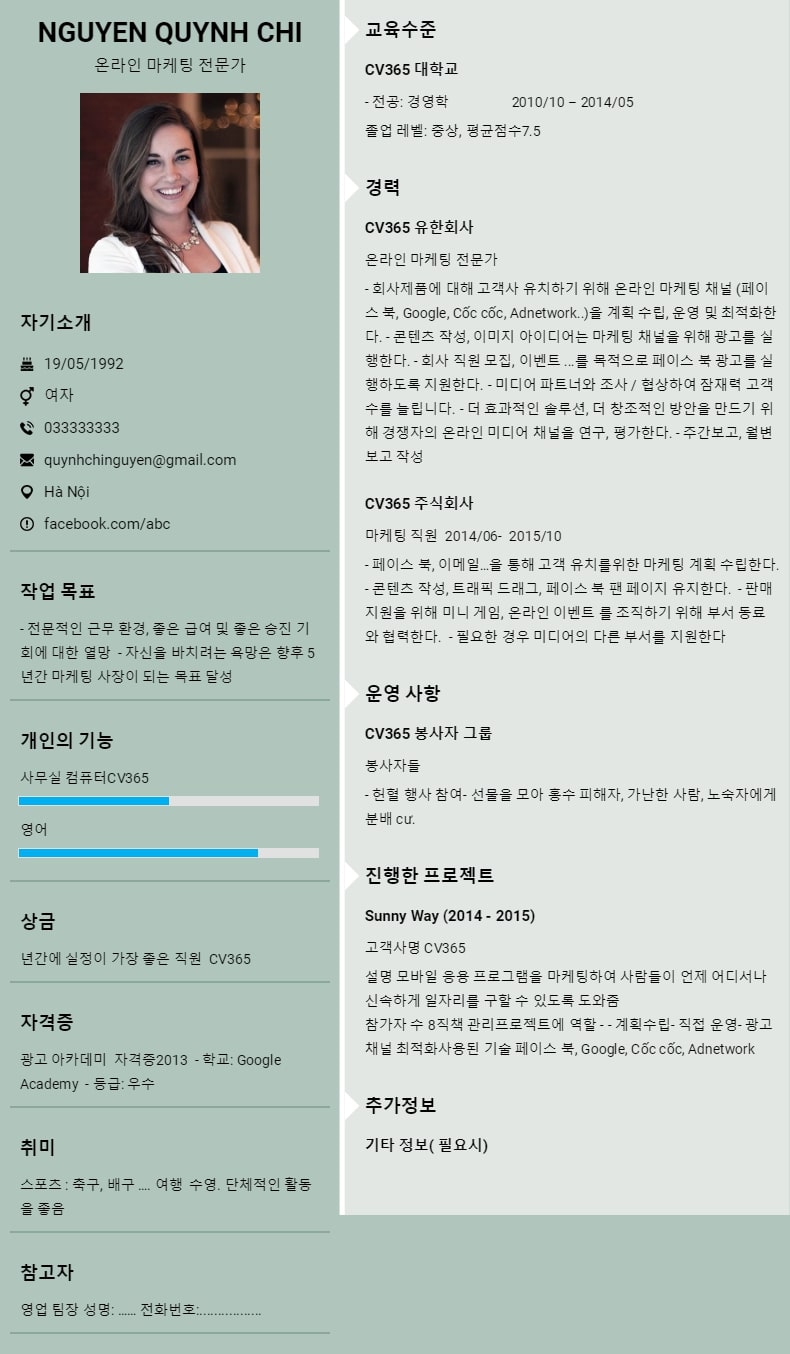 NGUYEN QUYNH CHI
온라인 마케팅 전문가
자기소개
19/05/1992
여자
033333333
quynhchinguyen@gmail.com
Hà Nội
facebook.com/abc
작업 목표
- 전문적인 근무 환경, 좋은 급여 및 좋은 승진 기
회에 대한 열망 - 자신을 바치려는 욕망은 향후 5
년간 마케팅 사장이 되는 목표 달성
개인의 기능
사무실 컴퓨터CV365
영어
상금
년간에 실정이 가장 좋은 직원 CV365
자격증
광고 아카데미 자격증2013 - 학교: Google
Academy - 등급: 우수
취미
스포츠 : 축구, 배구 .... 여행 수영. 단체적인 활동
을 좋음
참고자
영업 팀장 성명: ...... 전화번호:.................
교육수준
CV365 대학교
- 전공: 경영학 2010/10 – 2014/05
졸업 레벨: 중상, 평균점수7.5
경력
CV365 유한회사
온라인 마케팅 전문가
- 회사제품에 대해 고객사 유치하기 위해 온라인 마케팅 채널 (페이
스 북, Google, Cốc cốc, Adnetwork..)을 계획 수립, 운영 및 최적화한
다. - 콘텐츠 작성, 이미지 아이디어는 마케팅 채널을 위해 광고를 실
행한다. - 회사 직원 모집, 이벤트 ...를 목적으로 페이스 북 광고를 실
행하도록 지원한다. - 미디어 파트너와 조사 / 협상하여 잠재력 고객
수를 늘립니다. - 더 효과적인 솔루션, 더 창조적인 방안을 만드기 위
해 경쟁자의 온라인 미디어 채널을 연구, 평가한다. - 주간보고, 월변
보고 작성
CV365 주식회사
마케팅 직원 2014/06- 2015/10
- 페이스 북, 이메일...을 통해 고객 유치를위한 마케팅 계획 수립한다.
- 콘텐츠 작성, 트래픽 드래그, 페이스 북 팬 페이지 유지한다. - 판매
지원을 위해 미니 게임, 온라인 이벤트 를 조직하기 위해 부서 동료
와 협력한다. - 필요한 경우 미디어의 다른 부서를 지원한다
운영 사항
CV365 봉사자 그룹
봉사자들
- 헌혈 행사 참여- 선물을 모아 홍수 피해자, 가난한 사람, 노숙자에게
분배 cư.
진행한 프로젝트
Sunny Way (2014 - 2015)
고객사명 CV365
설명 모바일 응용 프로그램을 마케팅하여 사람들이 언제 어디서나
신속하게 일자리를 구할 수 있도록 도와줌
참가자 수 8직책 관리프로젝트에 역할 - - 계획수립- 직접 운영- 광고
채널 최적화사용된 기술 페이스 북, Google, Cốc cốc, Adnetwork
추가정보
기타 정보( 필요시)